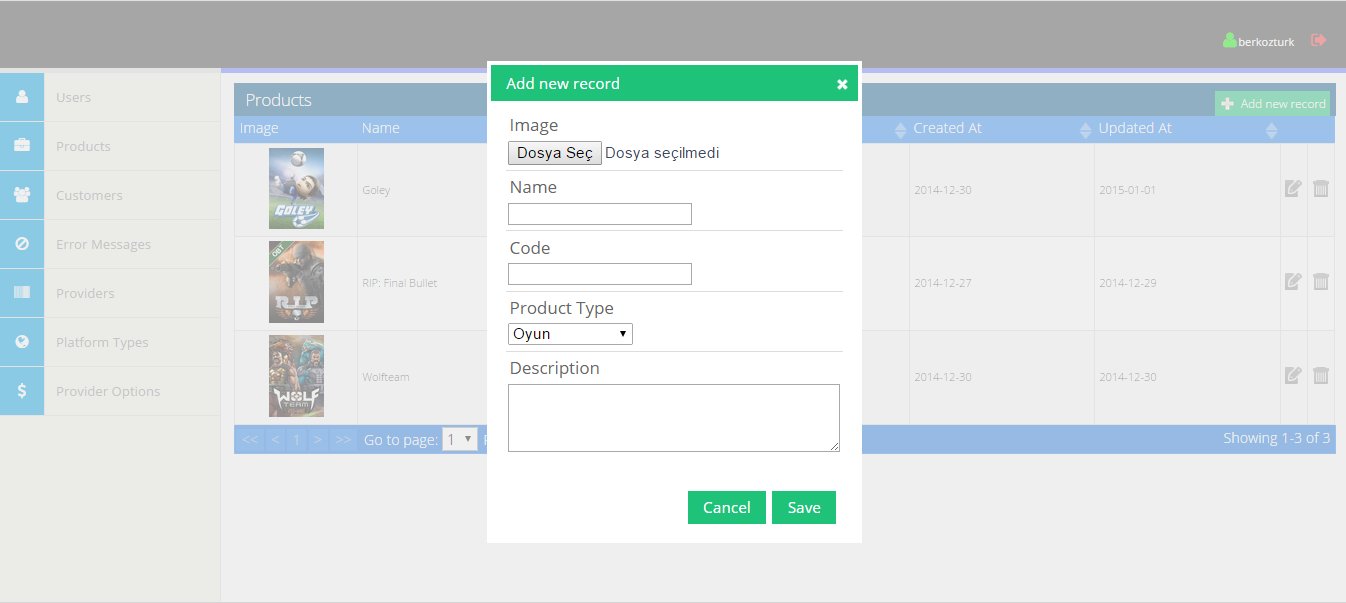 berkozturk
Users
Products
Customers
Error Messages
Providers
Platform Types
Provider Options
Products
Add new record
Image Name Created At Updated At
GOLEY
Goley 2014-12-30 2015-01-01
OBT
R.I.P
RIP: Final Bullet 2014-12-27 2014-12-29
WOLF
TEAM
Wolfteam 2014-12-30 2014-12-30
<< < 1 > >> Go to page: 1 Showing 1-3 of 3
Add new record
Image
Dosya Seç Dosya seçilmedi
Name
Code
Product Type
Oyun
Description
Cancel Save